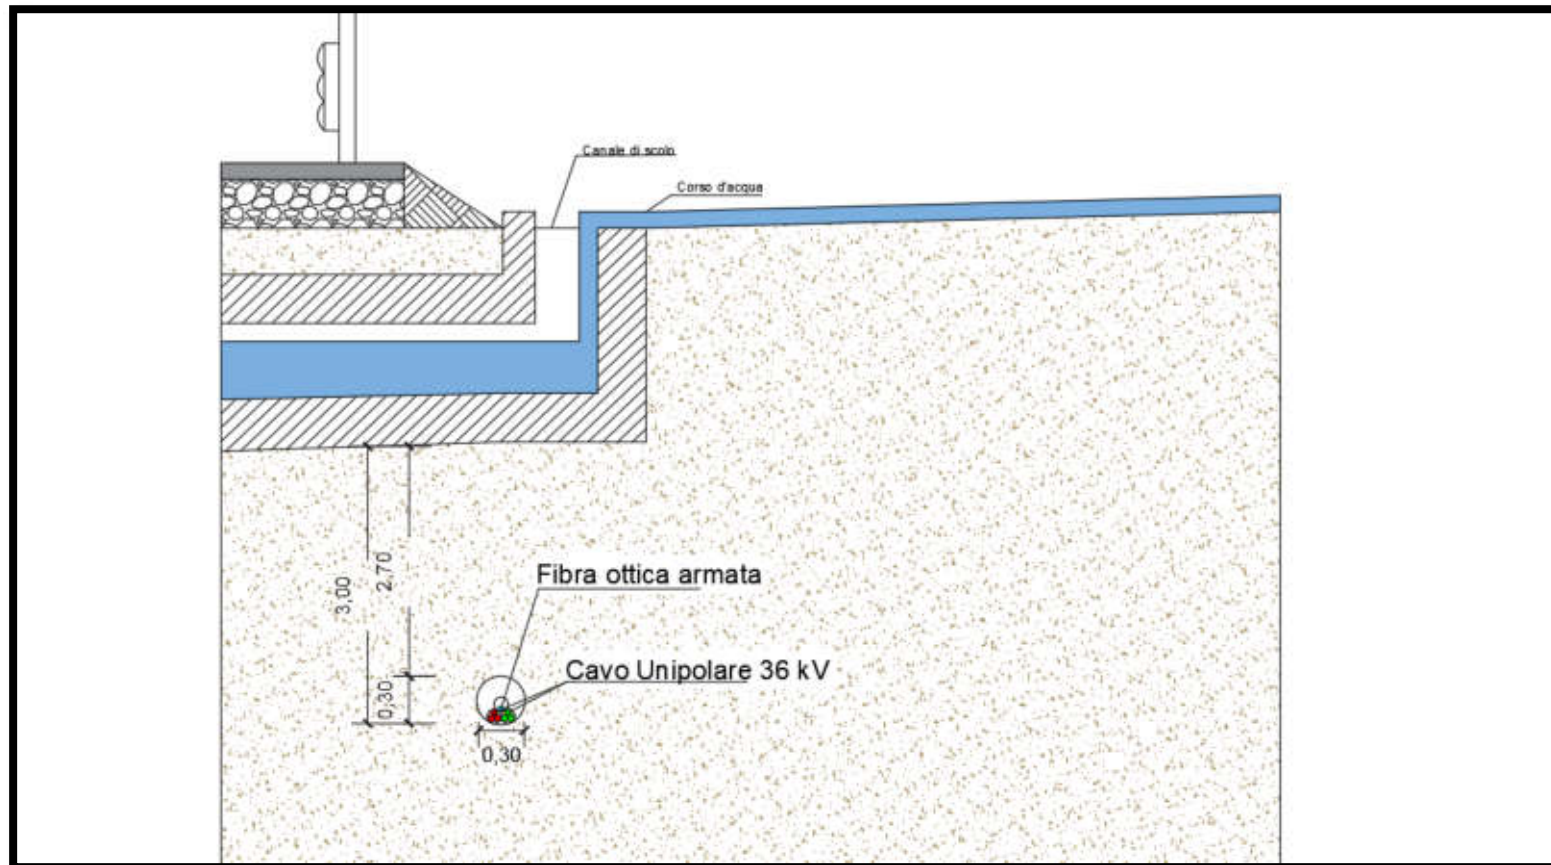 Canale di scolo
Corso d'acqua
3,00
2,70
0,30
Fibra ottica armata
Cavo Unipolare 36 kV
0,30